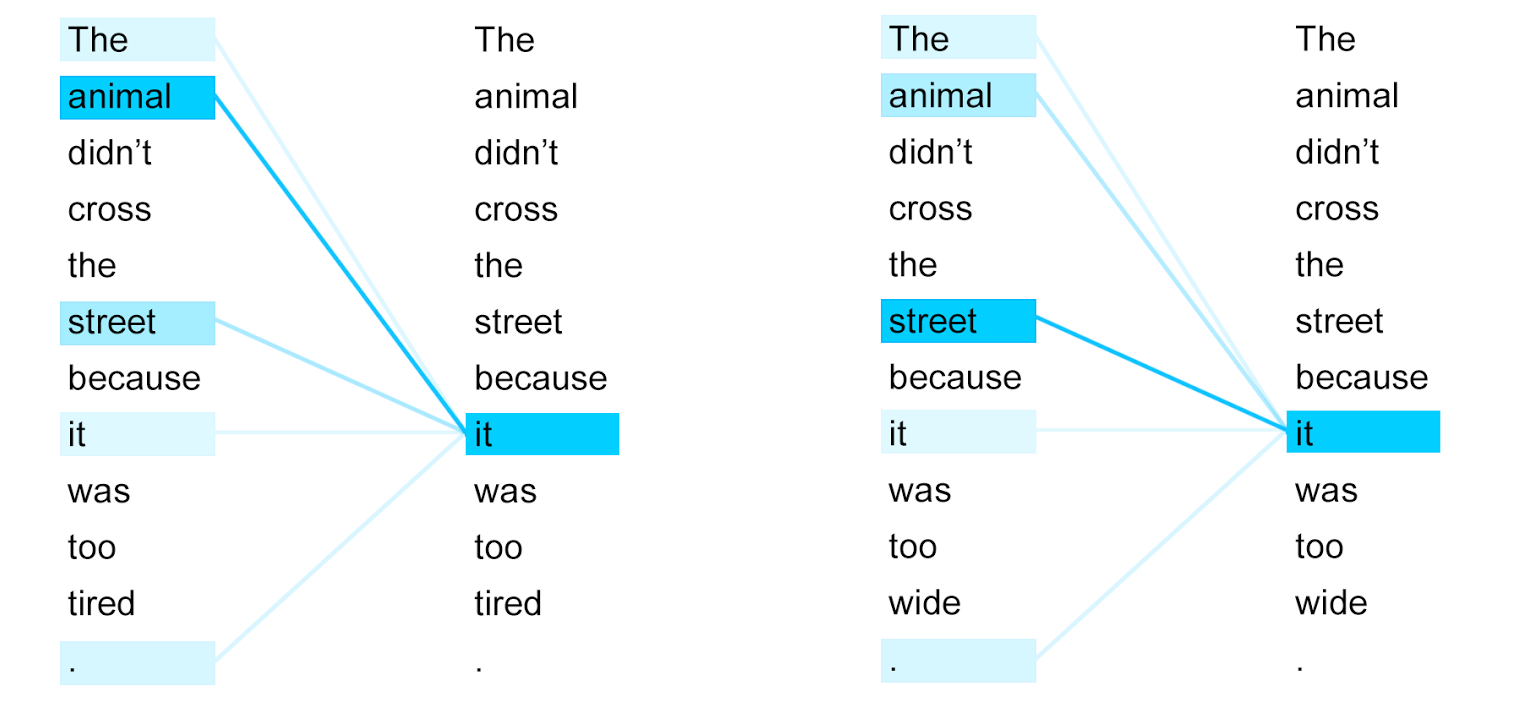 The The The The
animal animal animal animal
didn’t didn’t didn’t didn’t
cross cross cross cross
the the the the
street street street street
because because because because
it it it it
was was was was
too too too too
tired tired wide wide
. . . .